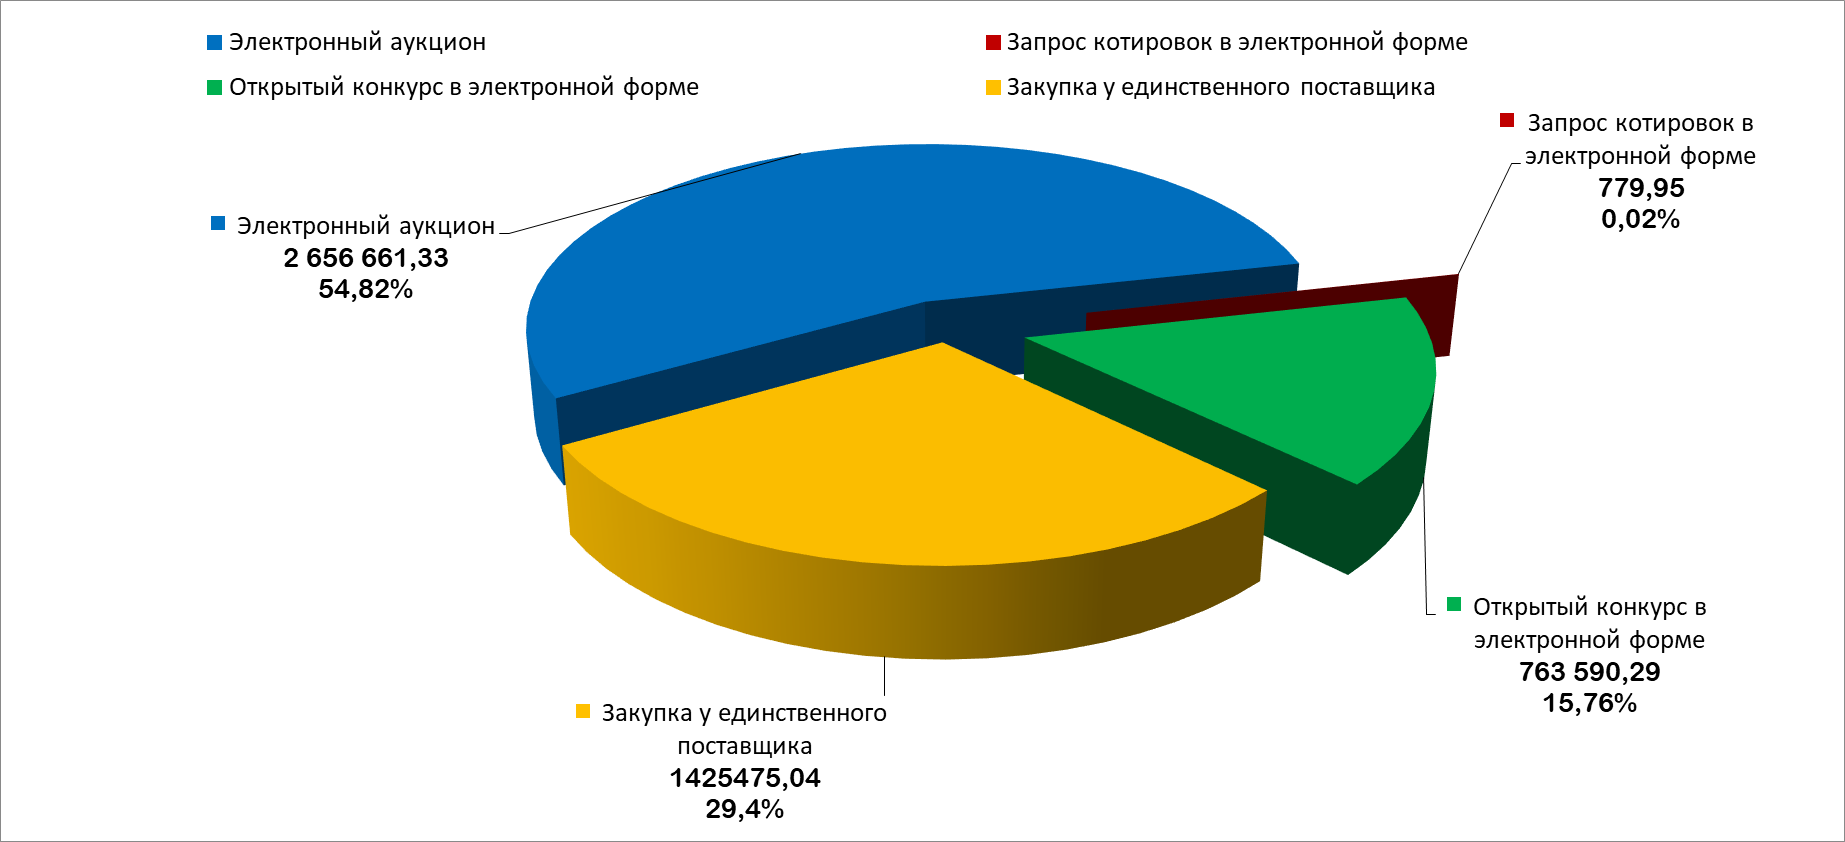 Электронный аукцион
Запрос котировок в электронной форме
Открытый конкурс в электронной форме
Закупка у единственного поставщика
Запрос котировок в
электронной форме
779,95
0,02%
Электронный аукцион
2 656 661,33
54,82%
Открытый конкурс в
электронной форме
763 590,29
15,76%
Закупка у единственного
поставщика
1425475,04
29,4%